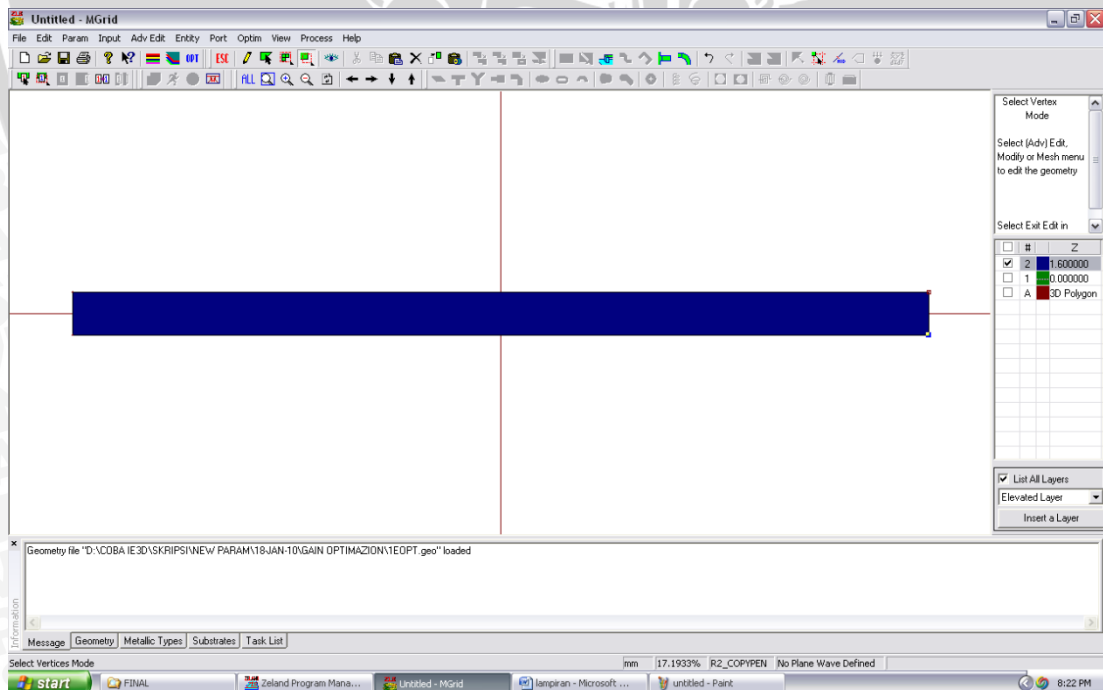 Untitled - MGrid
File Edit Param Input Adv Edit Entity Port Optim View Process Help
OPT ESC
ALL
Select Vertex
Mode
Select (Adv) Edit,
Modify or Mesh menu
to edit the geometry
Select Exit Edit in
# Z
2 1.600000
1 0.000000
A 3D Polygon
List All Layers
Elevated Layer
Insert a Layer
Geometry file "D:\COBA IE3D\SKRIPSI\NEW PARAM\18-JAN-10\GAIN OPTIMAZION\1EOPT.geo" loaded
Information
Message Geometry Metallic Types Substrates Task List
Select Vertices Mode mm 17.1933% R2_COPYPEN No Plane Wave Defined
start FINAL Zeland Program Mana... Untitled - MGrid lampiran - Microsoft ... untitled - Paint 8:22 PM